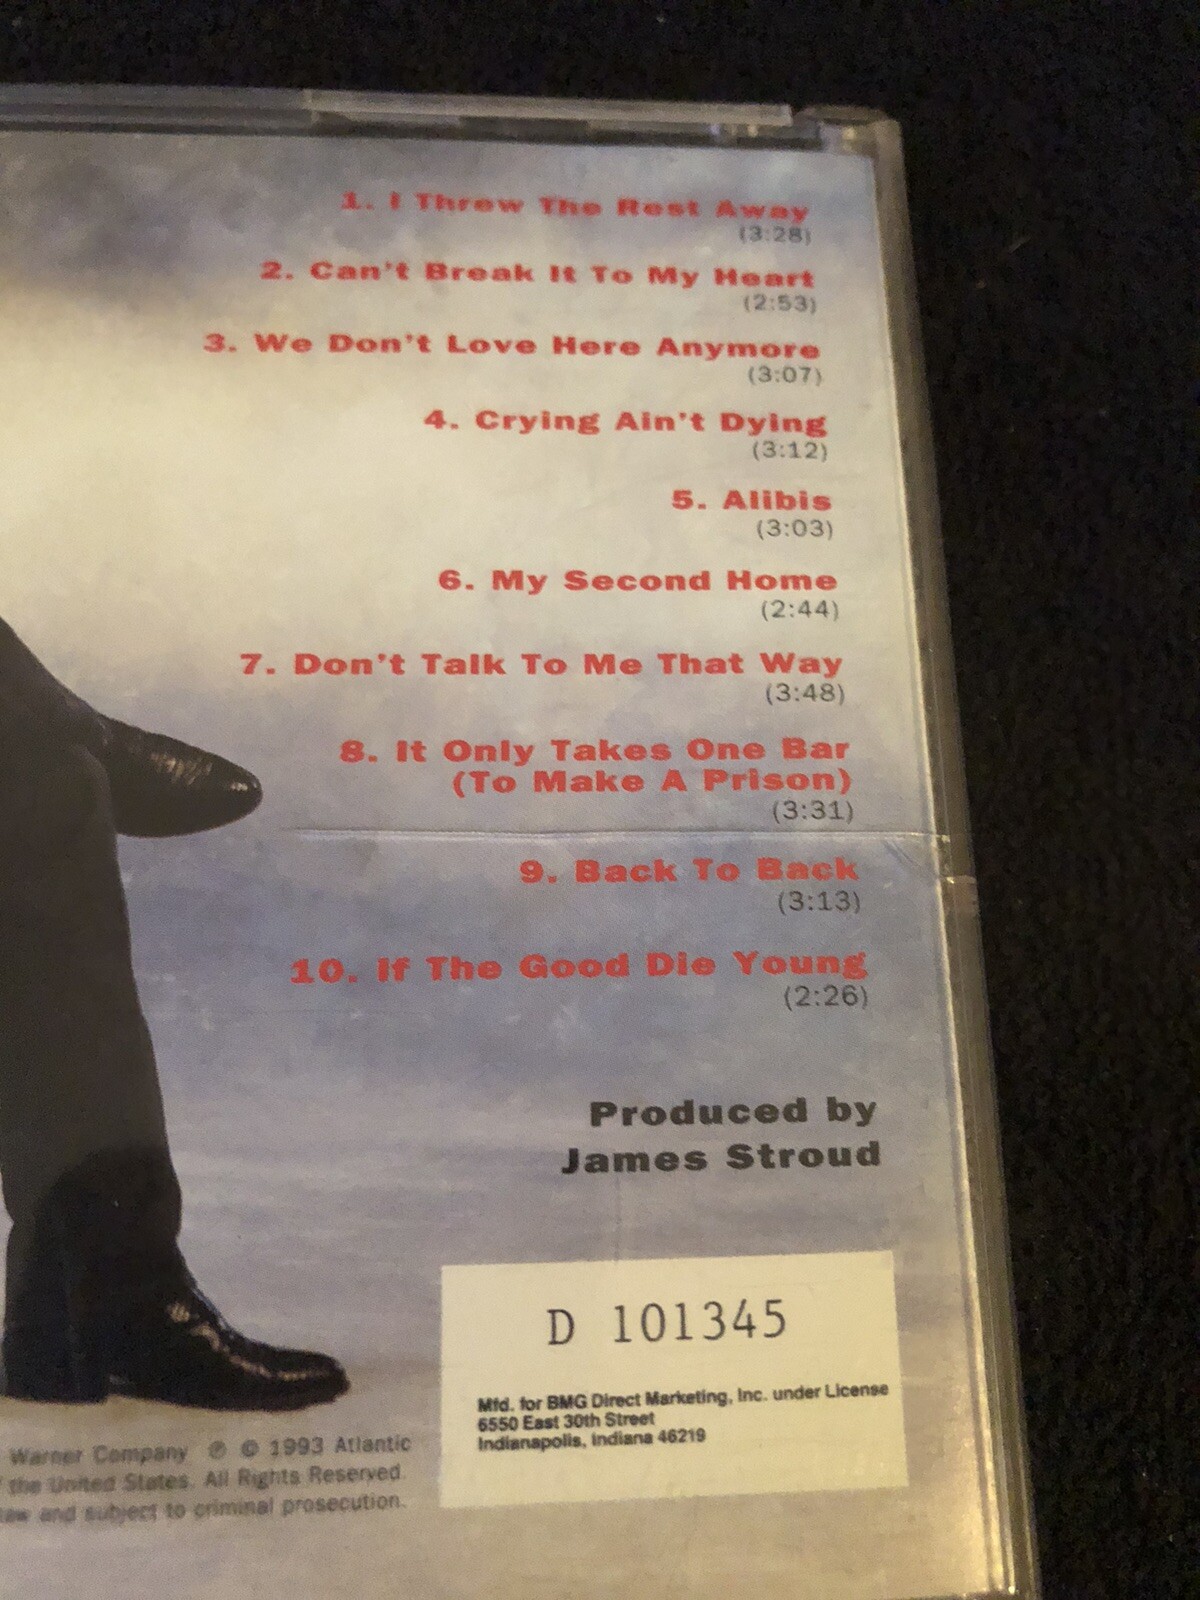 1. I Threw The Rest Away
(3:28)
2. Can't Break It To My Heart
(2:53)
3. We Don't Love Here Anymore
(3:07)
4. Crying Ain't Dying
(3:12)
5. Alibis
(3:03)
6. My Second Home
(2:44)
7. Don't Talk To Me That Way
(3:48)
8. It Only Takes One Bar
(To Make A Prison)
(3:31)
9. Back To Back
(3:13)
10. If The Good Die Young
(2:26)
Produced by
James Stroud
D 101345
Mfd. for BMG Direct Marketing, Inc. under License
6550 East 30th Street
Indianapolis, Indiana 46219
Warner Company ℗ © 1993 Atlantic
the United States. All Rights Reserved.
law and subject to criminal prosecution.